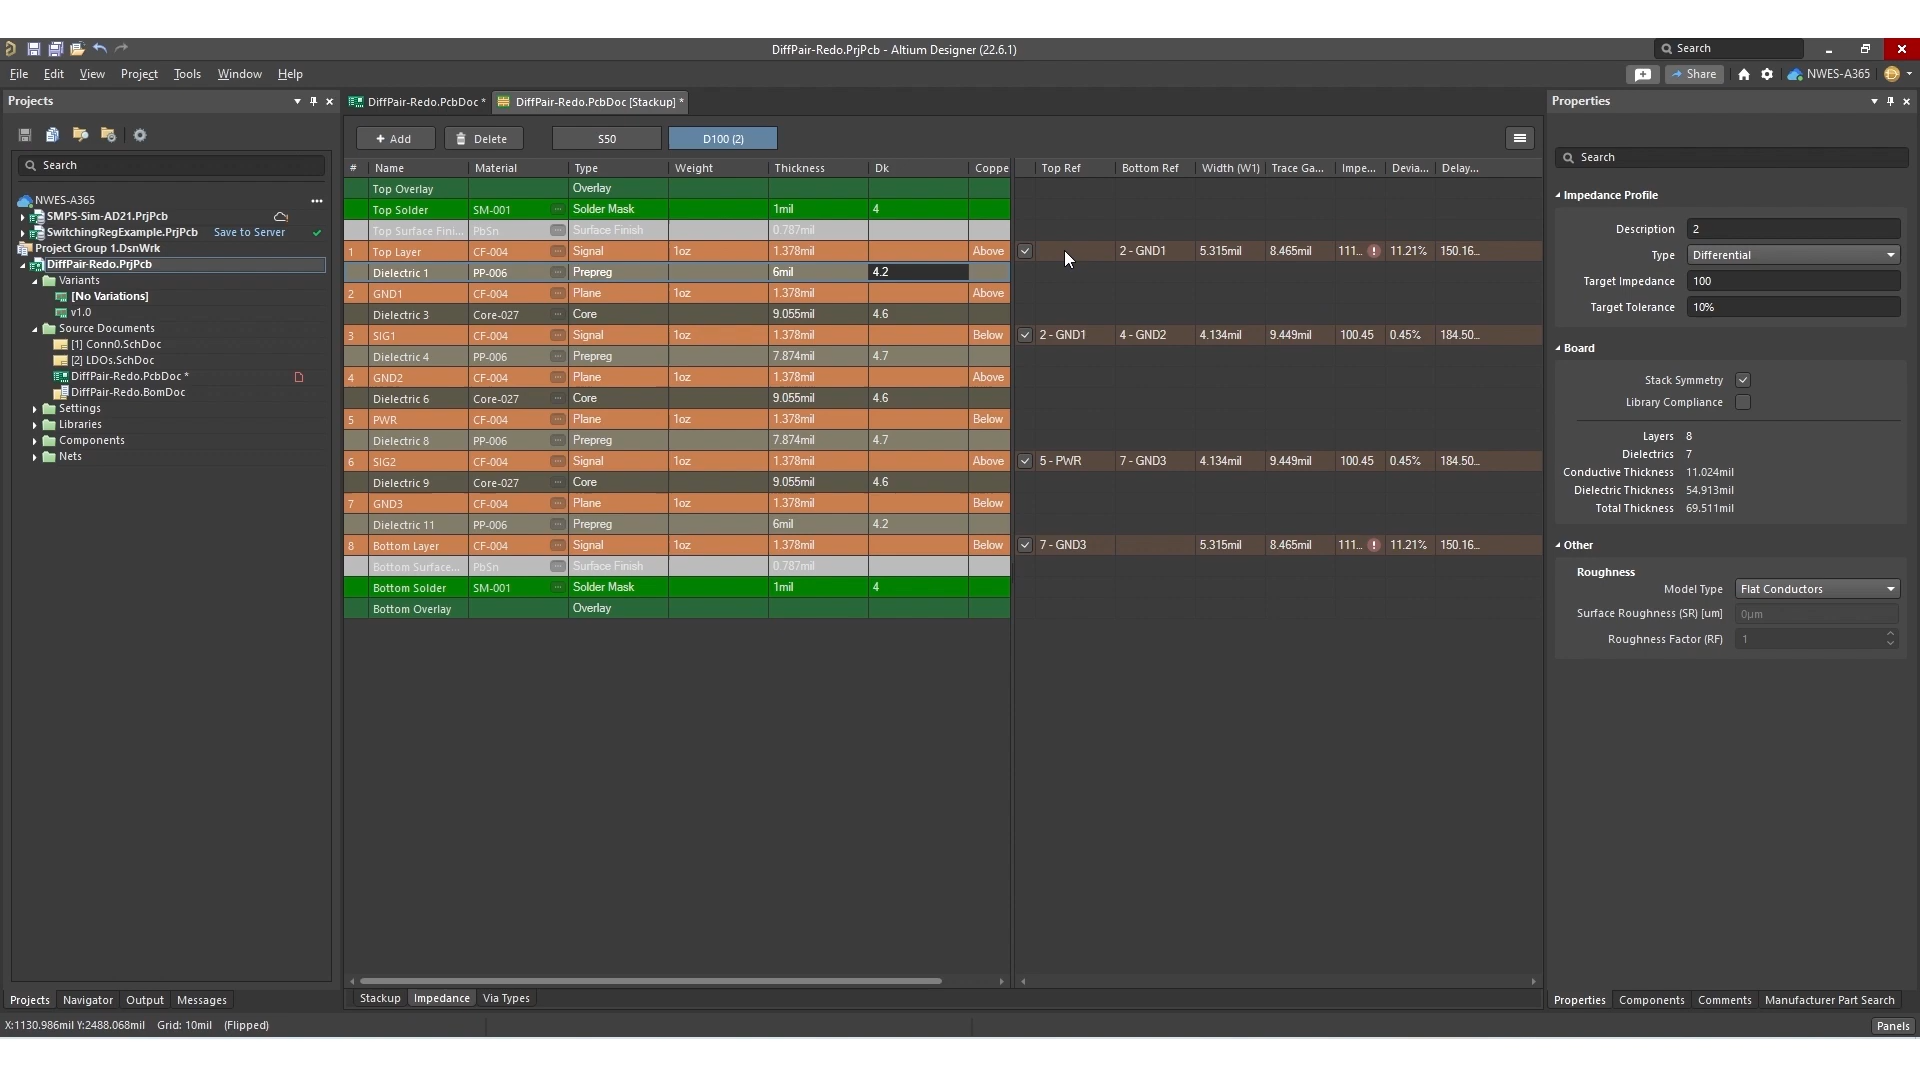 DiffPair-Redo.PrjPcb - Altium Designer (22.6.1)
Search
File Edit View Project Tools Window Help
Share
NWES-A365
Projects
Search
NWES-A365
SMPS-Sim-AD21.PrjPcb
SwitchingRegExample.PrjPcb Save to Server
Project Group 1.DsnWrk
DiffPair-Redo.PrjPcb
Variants
[No Variations]
v1.0
Source Documents
[1] Conn0.SchDoc
[2] LDOs.SchDoc
DiffPair-Redo.PcbDoc *
DiffPair-Redo.BomDoc
Settings
Libraries
Components
Nets
Projects Navigator Output Messages
DiffPair-Redo.PcbDoc * DiffPair-Redo.PcbDoc [Stackup] *
+ Add Delete S50 D100 (2)
# Name Material Type Weight Thickness Dk Coppe Top Ref Bottom Ref Width (W1) Trace Ga... Impe... Devia... Delay...
Top Overlay Overlay
Top Solder SM-001 Solder Mask 1mil 4
Top Surface Fini... PbSn Surface Finish 0.787mil
1 Top Layer CF-004 Signal 1oz 1.378mil Above 2 - GND1 5.315mil 8.465mil 111... 11.21% 150.16...
Dielectric 1 PP-006 Prepreg 6mil 4.2
2 GND1 CF-004 Plane 1oz 1.378mil Above
Dielectric 3 Core-027 Core 9.055mil 4.6
3 SIG1 CF-004 Signal 1oz 1.378mil Below 2 - GND1 4 - GND2 4.134mil 9.449mil 100.45 0.45% 184.50...
Dielectric 4 PP-006 Prepreg 7.874mil 4.7
4 GND2 CF-004 Plane 1oz 1.378mil Above
Dielectric 6 Core-027 Core 9.055mil 4.6
5 PWR CF-004 Plane 1oz 1.378mil Below
Dielectric 8 PP-006 Prepreg 7.874mil 4.7
6 SIG2 CF-004 Signal 1oz 1.378mil Above 5 - PWR 7 - GND3 4.134mil 9.449mil 100.45 0.45% 184.50...
Dielectric 9 Core-027 Core 9.055mil 4.6
7 GND3 CF-004 Plane 1oz 1.378mil Below
Dielectric 11 PP-006 Prepreg 6mil 4.2
8 Bottom Layer CF-004 Signal 1oz 1.378mil Below 7 - GND3 5.315mil 8.465mil 111... 11.21% 150.16...
Bottom Surface... PbSn Surface Finish 0.787mil
Bottom Solder SM-001 Solder Mask 1mil 4
Bottom Overlay Overlay
Stackup Impedance Via Types
Properties
Search
Impedance Profile
Description 2
Type Differential
Target Impedance 100
Target Tolerance 10%
Board
Stack Symmetry
Library Compliance
Layers 8
Dielectrics 7
Conductive Thickness 11.024mil
Dielectric Thickness 54.913mil
Total Thickness 69.511mil
Other
Roughness
Model Type Flat Conductors
Surface Roughness (SR) [um] 0µm
Roughness Factor (RF) 1
Properties Components Comments Manufacturer Part Search
X:1130.986mil Y:2488.068mil Grid: 10mil (Flipped)
Panels